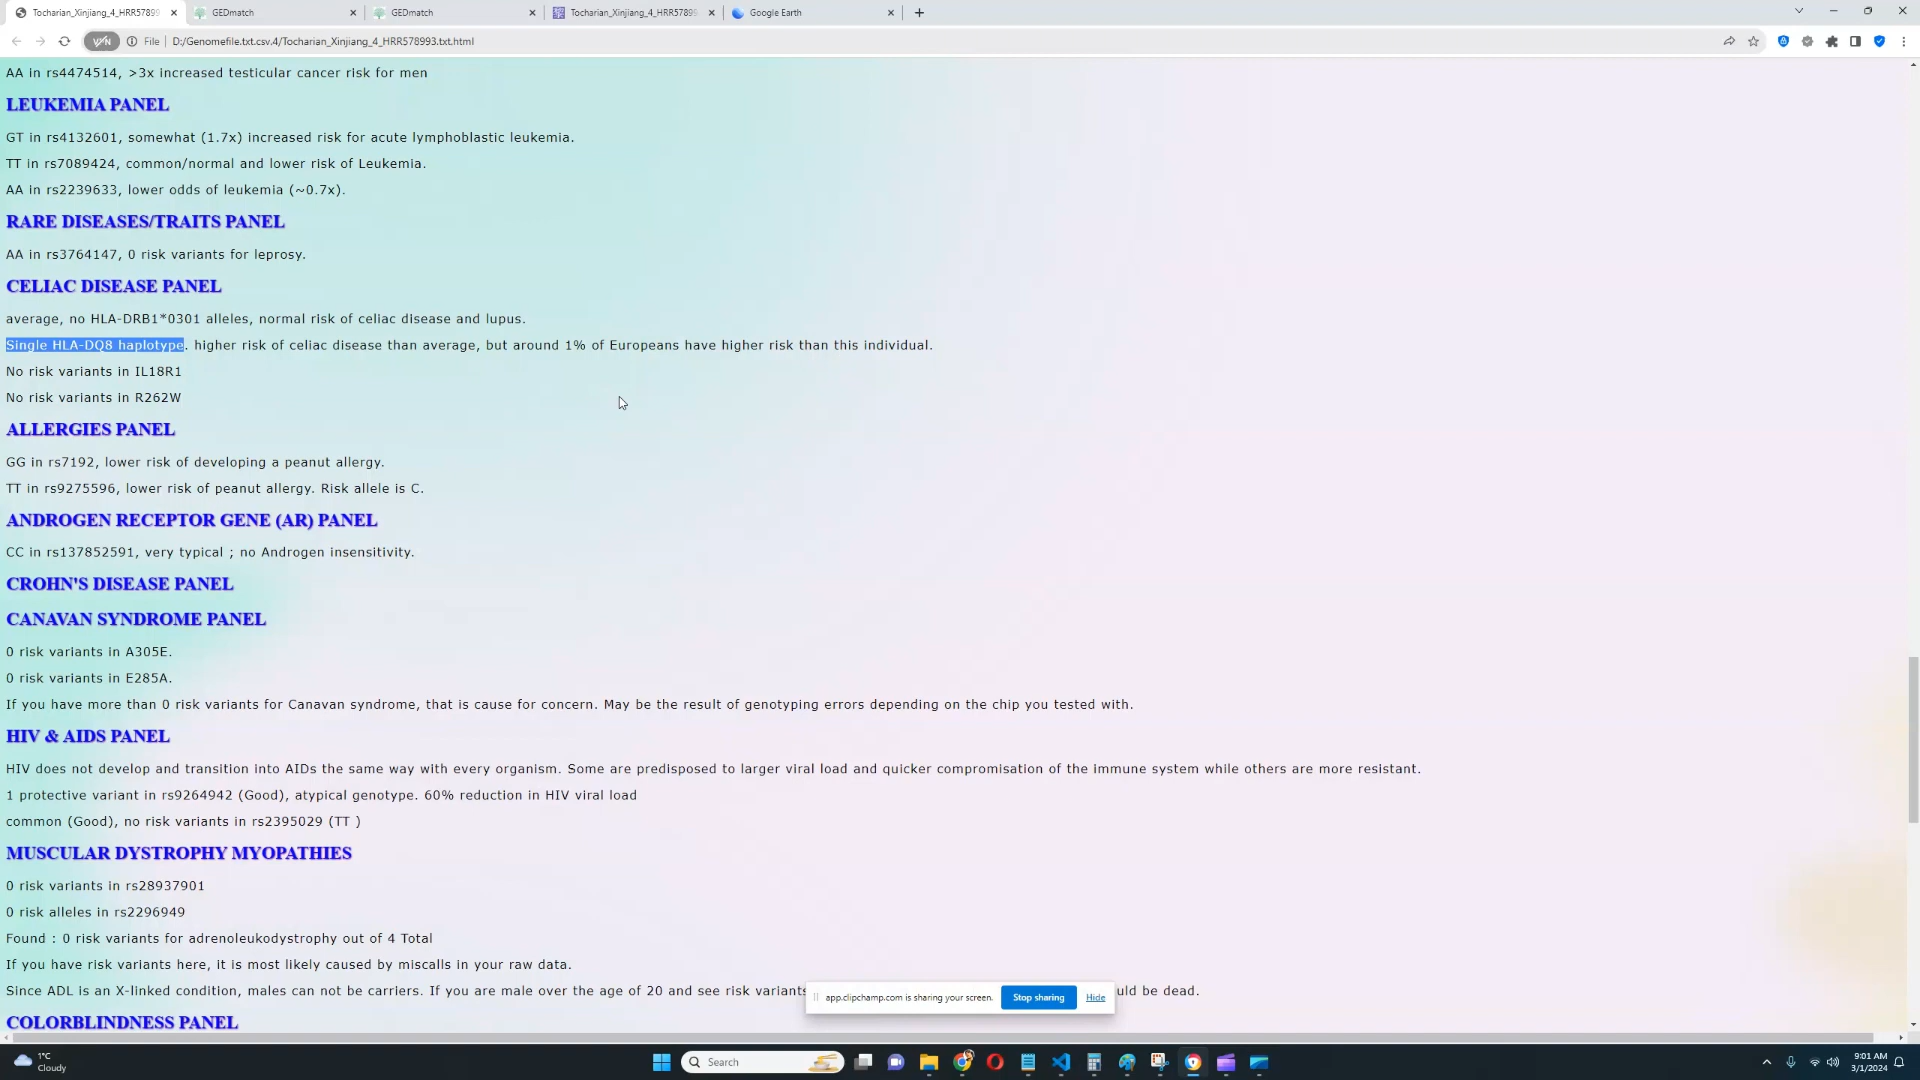 Tocharian_Xinjiang_4_HRR57899
GEDmatch
GEDmatch
Tocharian_Xinjiang_4_HRR57899
Google Earth
VPN
File
D:/Genomefile.txt.csv.4/Tocharian_Xinjiang_4_HRR578993.txt.html
AA in rs4474514, >3x increased testicular cancer risk for men
LEUKEMIA PANEL
GT in rs4132601, somewhat (1.7x) increased risk for acute lymphoblastic leukemia.
TT in rs7089424, common/normal and lower risk of Leukemia.
AA in rs2239633, lower odds of leukemia (~0.7x).
RARE DISEASES/TRAITS PANEL
AA in rs3764147, 0 risk variants for leprosy.
CELIAC DISEASE PANEL
average, no HLA-DRB1*0301 alleles, normal risk of celiac disease and lupus.
Single HLA-DQ8 haplotype. higher risk of celiac disease than average, but around 1% of Europeans have higher risk than this individual.
No risk variants in IL18R1
No risk variants in R262W
ALLERGIES PANEL
GG in rs7192, lower risk of developing a peanut allergy.
TT in rs9275596, lower risk of peanut allergy. Risk allele is C.
ANDROGEN RECEPTOR GENE (AR) PANEL
CC in rs137852591, very typical ; no Androgen insensitivity.
CROHN'S DISEASE PANEL
CANAVAN SYNDROME PANEL
0 risk variants in A305E.
0 risk variants in E285A.
If you have more than 0 risk variants for Canavan syndrome, that is cause for concern. May be the result of genotyping errors depending on the chip you tested with.
HIV & AIDS PANEL
HIV does not develop and transition into AIDs the same way with every organism. Some are predisposed to larger viral load and quicker compromisation of the immune system while others are more resistant.
1 protective variant in rs9264942 (Good), atypical genotype. 60% reduction in HIV viral load
common (Good), no risk variants in rs2395029 (TT )
MUSCULAR DYSTROPHY MYOPATHIES
0 risk variants in rs28937901
0 risk alleles in rs2296949
Found : 0 risk variants for adrenoleukodystrophy out of 4 Total
If you have risk variants here, it is most likely caused by miscalls in your raw data.
Since ADL is an X-linked condition, males can not be carriers. If you are male over the age of 20 and see risk variants uld be dead.
app.clipchamp.com is sharing your screen.
Stop sharing
Hide
COLORBLINDNESS PANEL
1°C
Cloudy
Search
9:01 AM
3/1/2024